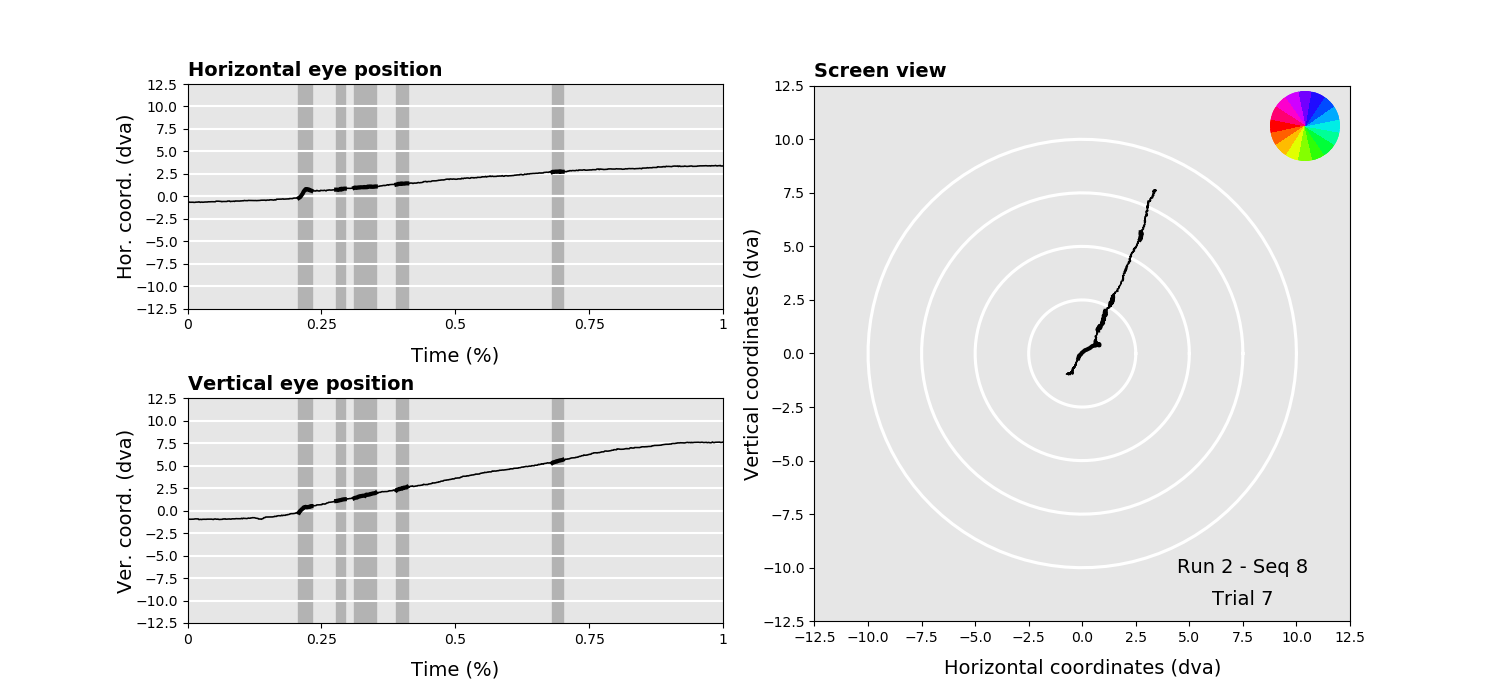 Horizontal eye position
Hor. coord. (dva)
12.5
10.0
7.5
5.0
2.5
0.0
−2.5
−5.0
−7.5
−10.0
−12.5
0 0.25 0.5 0.75 1
Time (%)
Vertical eye position
Ver. coord. (dva)
12.5
10.0
7.5
5.0
2.5
0.0
−2.5
−5.0
−7.5
−10.0
−12.5
0 0.25 0.5 0.75 1
Time (%)
Screen view
Vertical coordinates (dva)
12.5
10.0
7.5
5.0
2.5
0.0
−2.5
−5.0
−7.5
−10.0
−12.5
Run 2 - Seq 8
Trial 7
−12.5 −10.0 −7.5 −5.0 −2.5 0.0 2.5 5.0 7.5 10.0 12.5
Horizontal coordinates (dva)